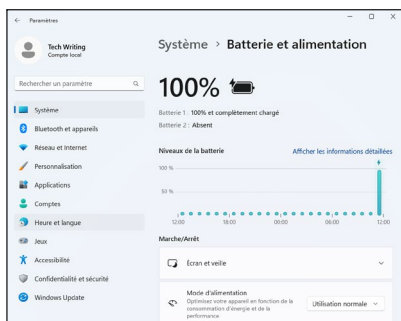 Paramètres
Tech Writing
Compte local
Rechercher un paramètre
Système
Bluetooth et appareils
Réseau et Internet
Personnalisation
Applications
Comptes
Heure et langue
Jeux
Accessibilité
Confidentialité et sécurité
Windows Update
Système > Batterie et alimentation
100%
Batterie 1 : 100% et complètement chargé
Batterie 2 : Absent
Niveaux de la batterie Afficher les informations détaillées
100 %
50 %
12:00 18:00 00:00 06:00 12:00
Marche/Arrêt
Écran et veille
Mode d'alimentation
Optimisez votre appareil en fonction de la
consommation d'énergie et de la
performance
Utilisation normale